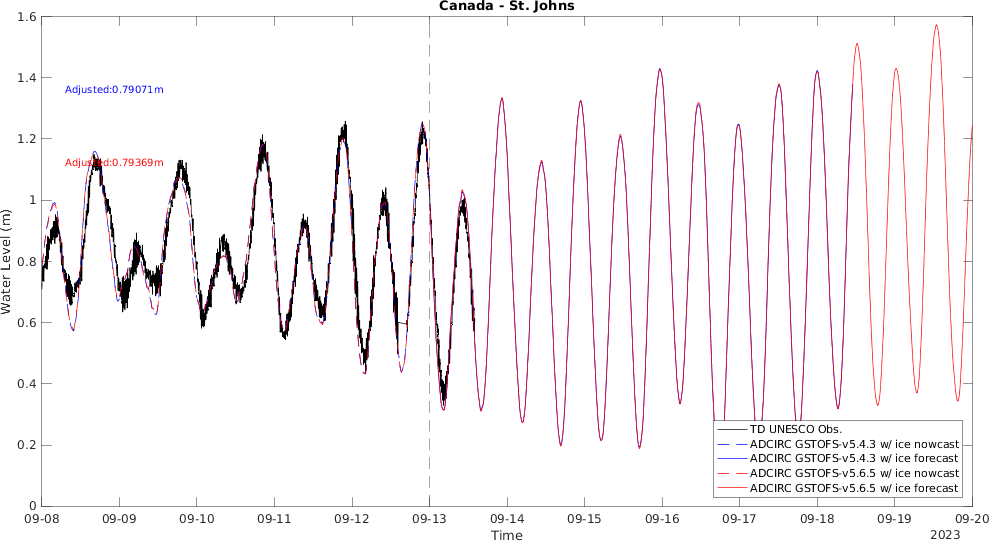 Canada - St. Johns
1.6
1.4
1.2
1
0.8
0.6
0.4
0.2
0
Water Level (m)
Adjusted:0.79071m
Adjusted:0.79369m
TD UNESCO Obs.
ADCIRC GSTOFS-v5.4.3 w/ ice nowcast
ADCIRC GSTOFS-v5.4.3 w/ ice forecast
ADCIRC GSTOFS-v5.6.5 w/ ice nowcast
ADCIRC GSTOFS-v5.6.5 w/ ice forecast
09-08 09-09 09-10 09-11 09-12 09-13 09-14 09-15 09-16 09-17 09-18 09-19 09-20
Time
2023